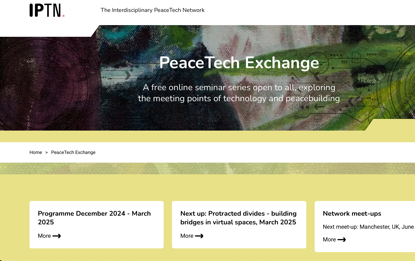 IPTN.
The Interdisciplinary PeaceTech Network
PeaceTech Exchange
A free online seminar series open to all, exploring
the meeting points of technology and peacebuilding
Home > PeaceTech Exchange
Programme December 2024 - March
2025
More →
Next up: Protracted divides - building
bridges in virtual spaces, March 2025
More →
Network meet-ups
Next meet-up: Manchester, UK, June
More →